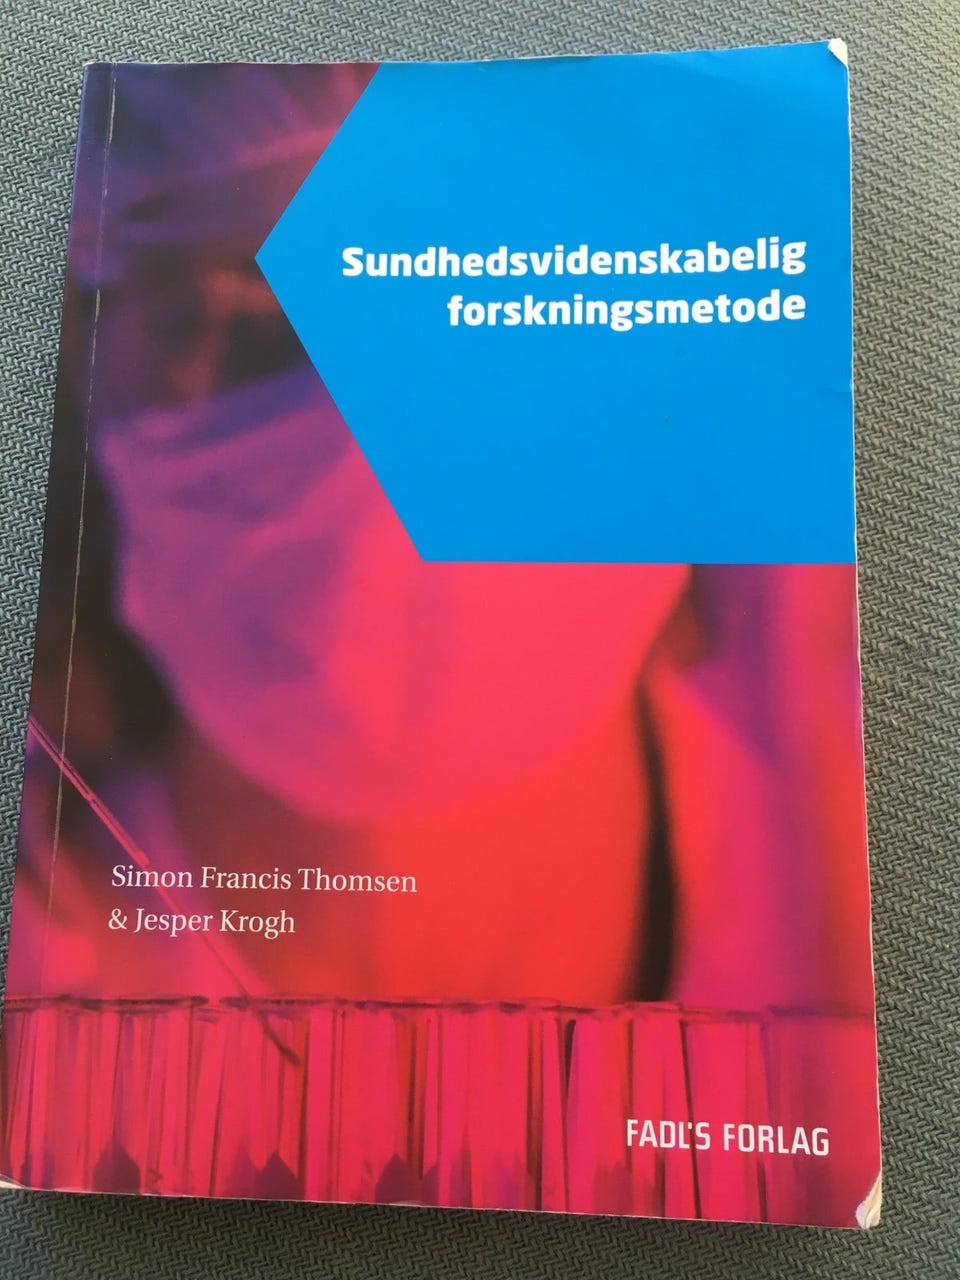 Sundhedsvidenskabelig
forskningsmetode
Simon Francis Thomsen
& Jesper Krogh
FADL'S FORLAG